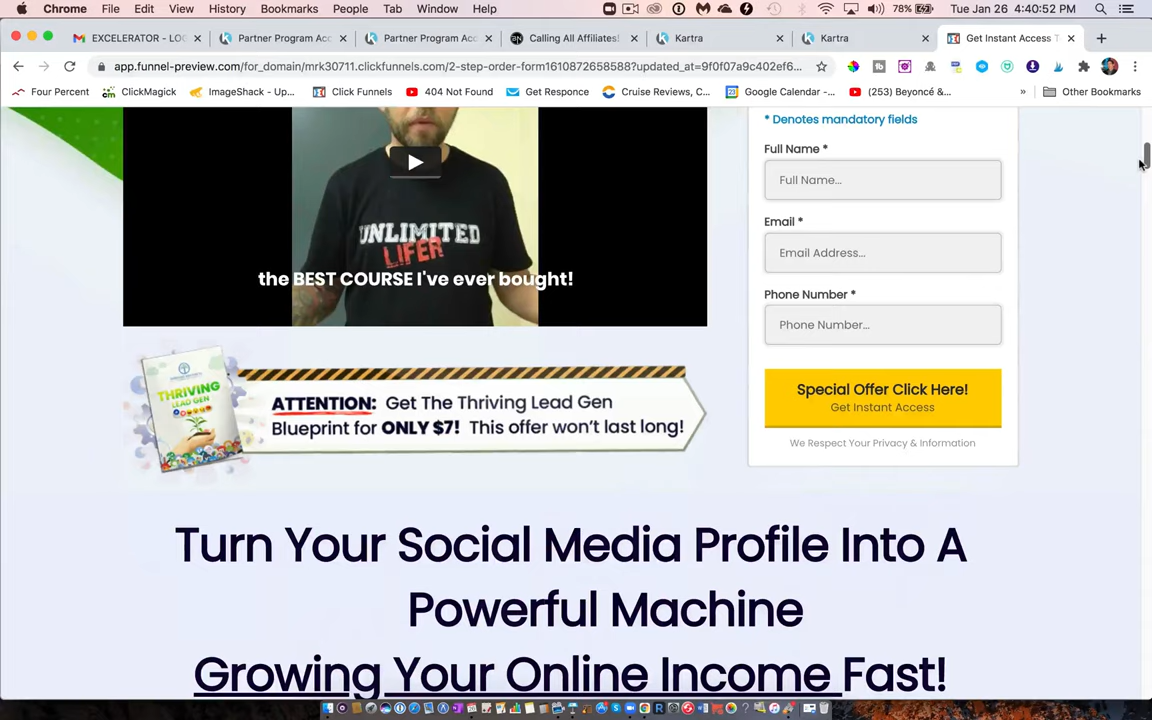 Chrome File Edit View History Bookmarks People Tab Window Help 78% Tue Jan 26 4:40:52 PM
EXCELERATOR - LOG Partner Program Acc Partner Program Acc Calling All Affiliates! Kartra Kartra Get Instant Access T
app.funnel-preview.com/for_domain/mrk30711.clickfunnels.com/2-step-order-form1610872658588?updated_at=9f0f07a9c402ef6...
Four Percent ClickMagick ImageShack - Up... Click Funnels 404 Not Found Get Response Cruise Reviews, C... Google Calendar -... (253) Beyoncé &... » Other Bookmarks
* Denotes mandatory fields
Full Name *
Full Name...
Email *
Email Address...
Phone Number *
Phone Number...
Special Offer Click Here!
Get Instant Access
We Respect Your Privacy & Information
UNLIMITED
LIFER
the BEST COURSE I've ever bought!
THRIVING
LEAD GEN
ATTENTION: Get The Thriving Lead Gen
Blueprint for ONLY $7! This offer won't last long!
Turn Your Social Media Profile Into A
Powerful Machine
Growing Your Online Income Fast!